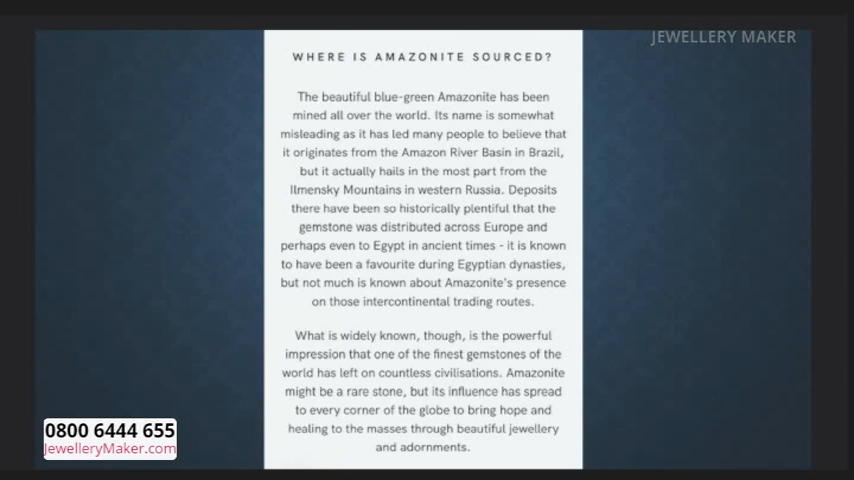 JEWELLERY MAKER
WHERE IS AMAZONITE SOURCED?
The beautiful blue-green Amazonite has been
mined all over the world. Its name is somewhat
misleading as it has led many people to believe that
it originates from the Amazon River Basin in Brazil,
but it actually hails in the most part from the
Ilmensky Mountains in western Russia. Deposits
there have been so historically plentiful that the
gemstone was distributed across Europe and
perhaps even to Egypt in ancient times - it is known
to have been a favourite during Egyptian dynasties,
but not much is known about Amazonite's presence
on those intercontinental trading routes.
What is widely known, though, is the powerful
impression that one of the finest gemstones of the
world has left on countless civilisations. Amazonite
might be a rare stone, but its influence has spread
to every corner of the globe to bring hope and
healing to the masses through beautiful jewellery
and adornments.
0800 6444 655
JewelleryMaker.com